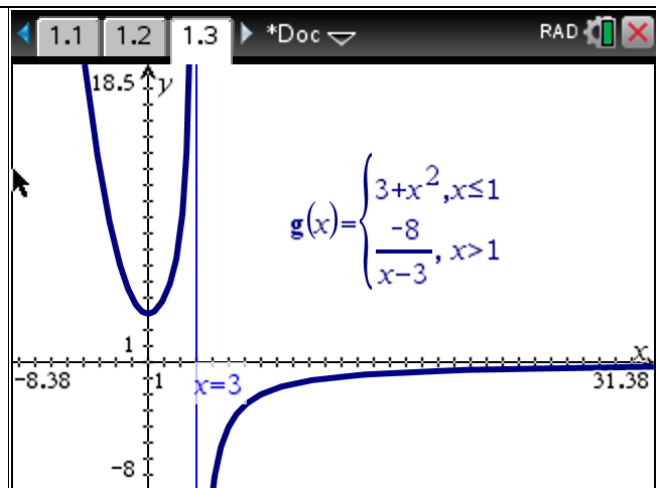 1.1 1.2 1.3 *Doc RAD
18.5 y
g(x)={3+x²,x≤1
-8/x-3, x>1
1
x
-8.38 1 x=3 31.38
-8